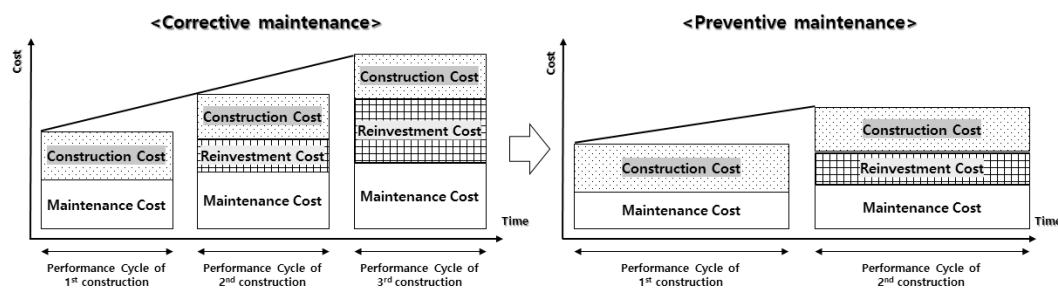 <Corrective maintenance>
Cost
Construction Cost
Maintenance Cost
Construction Cost
Reinvestment Cost
Maintenance Cost
Construction Cost
Reinvestment Cost
Maintenance Cost
Time
Performance Cycle of
1st construction
Performance Cycle of
2nd construction
Performance Cycle of
3rd construction
<Preventive maintenance>
Cost
Construction Cost
Maintenance Cost
Construction Cost
Reinvestment Cost
Maintenance Cost
Time
Performance Cycle of
1st construction
Performance Cycle of
2nd construction